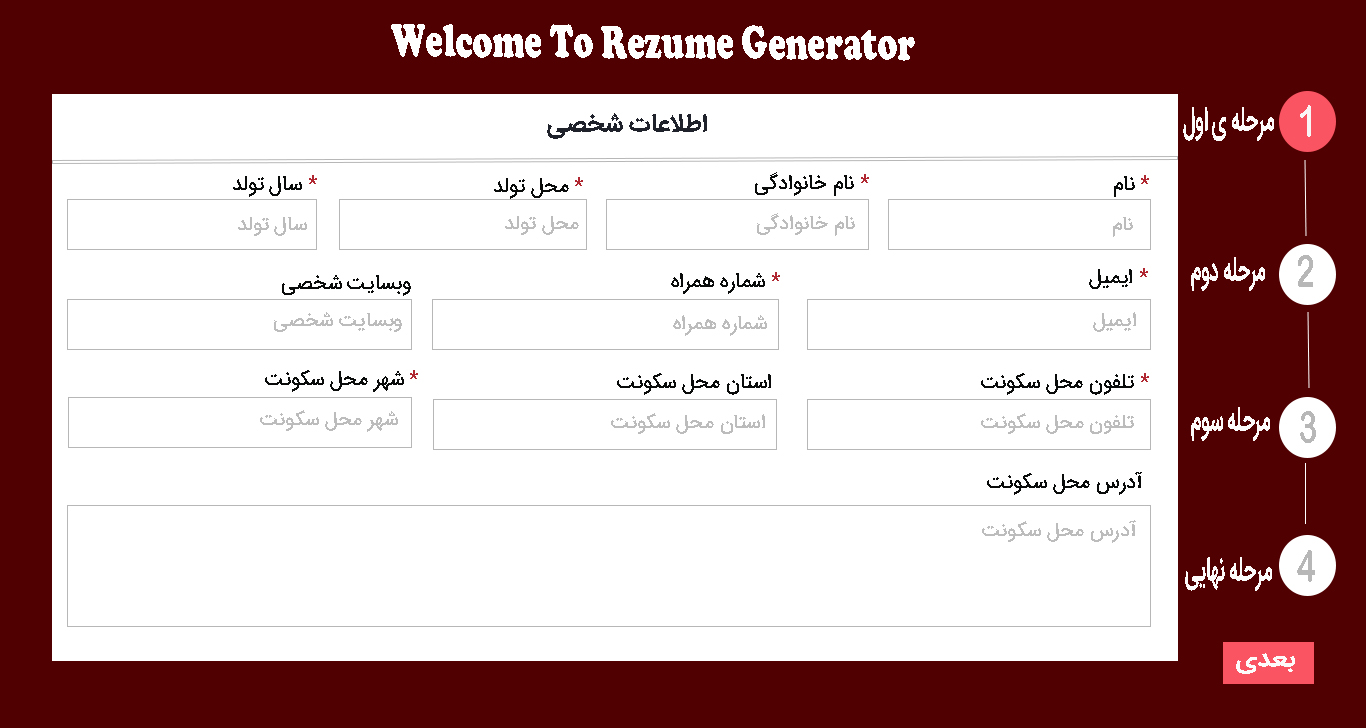 Welcome To Rezume Generator
اطلاعات شخصی
* نام
* نام خانوادگی
* محل تولد
* سال تولد
نام
نام خانوادگی
محل تولد
سال تولد
* ایمیل
* شماره همراه
وبسایت شخصی
ایمیل
شماره همراه
وبسایت شخصی
* تلفون محل سکونت
استان محل سکونت
* شهر محل سکونت
تلفون محل سکونت
استان محل سکونت
شهر محل سکونت
آدرس محل سکونت
آدرس محل سکونت
1 مرحله ی اول
2 مرحله دوم
3 مرحله سوم
4 مرحله نهایی
بعدی